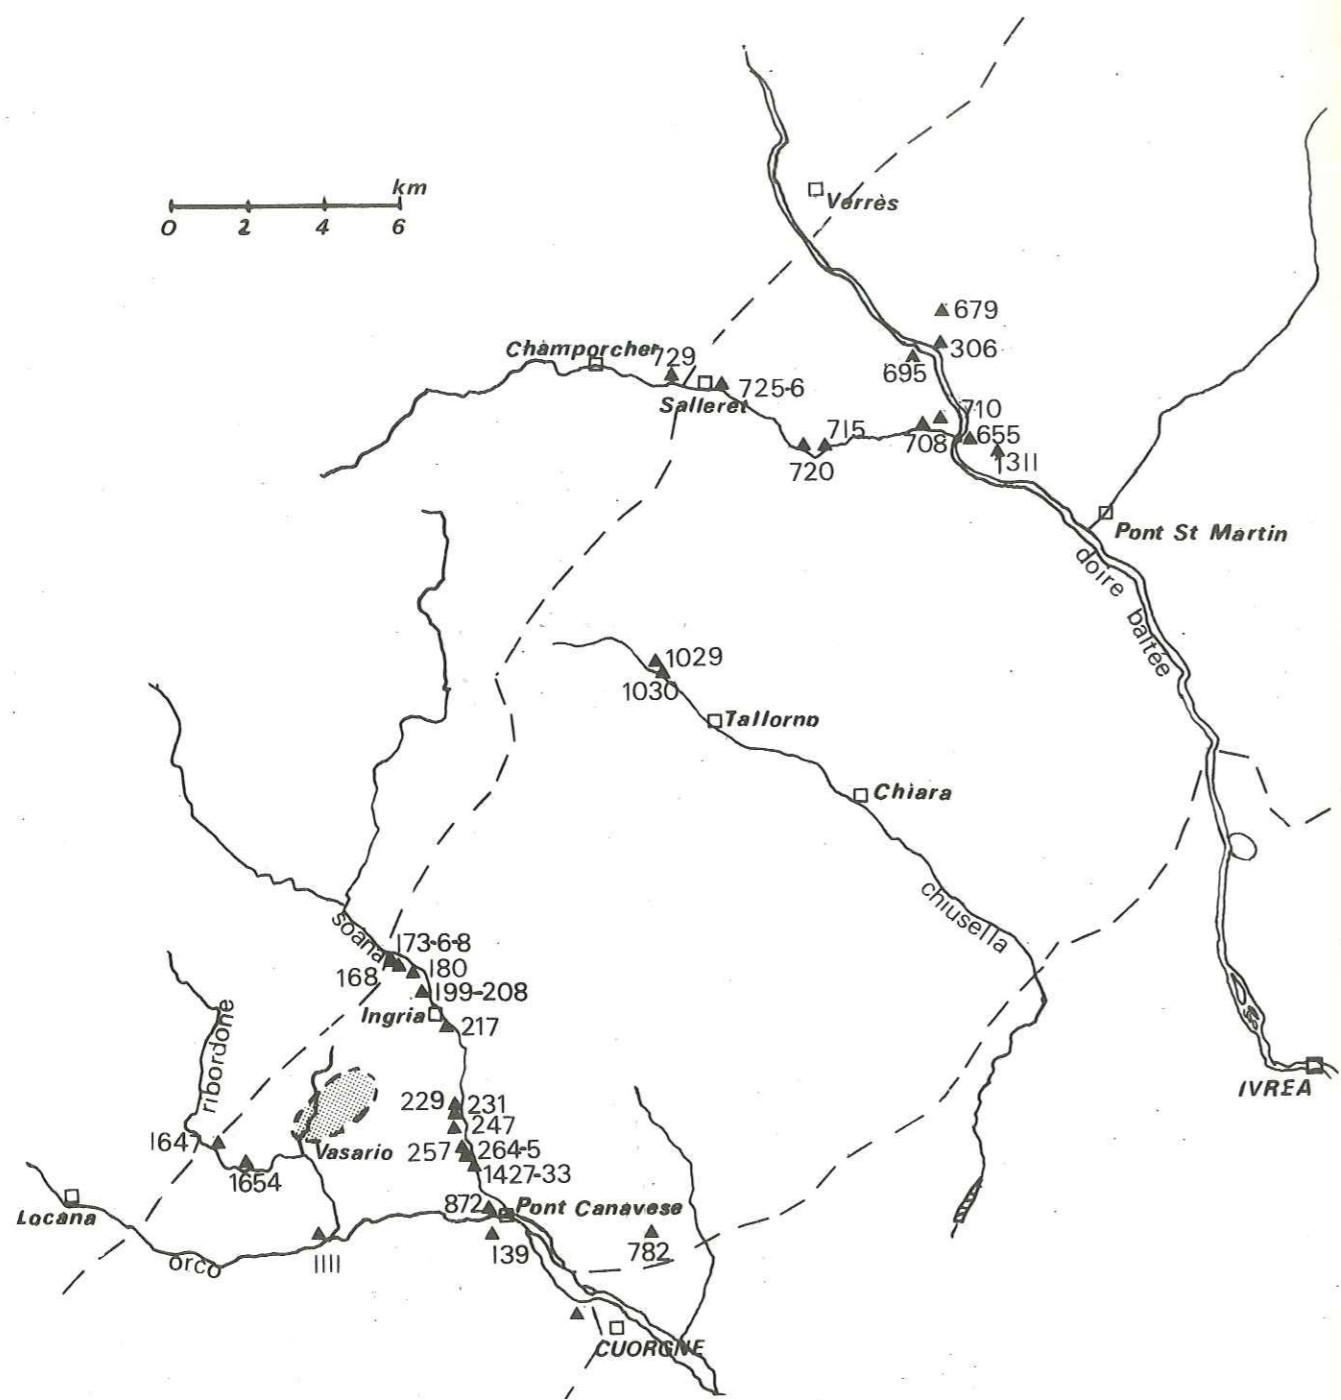 km
0 2 4 6
Verrès
679
306
695
Champorcher
729
725-6
Salleret
710
715
708
655
720
1311
Pont St Martin
doire baltée
1029
1030
Tallorno
Chiara
chiusella
soana
173-6-8
168
180
199-208
Ingria
217
ribordone
IVREA
229
231
247
1647
Vasario
257
264-5
1654
1427-33
Locana
872
Pont Canavese
orco
1111
139
782
CUORGNE